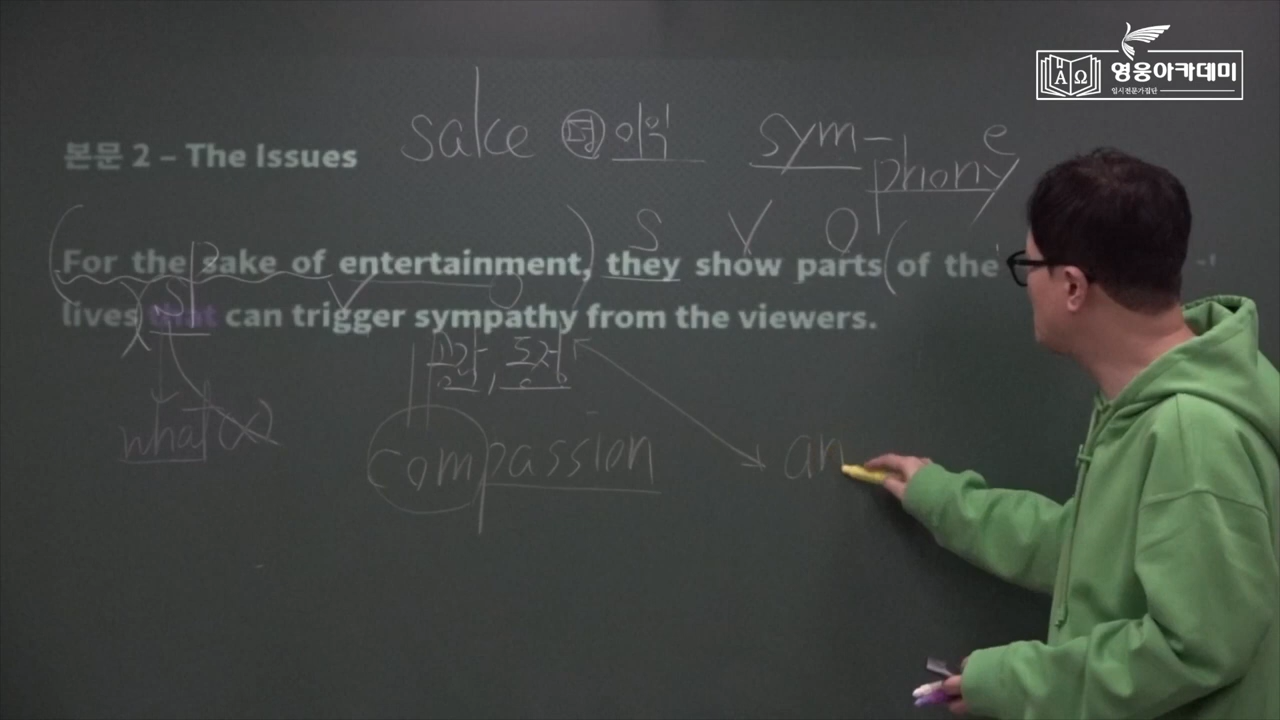 영웅아카데미
입시전문가집단
sake 명 이익 sym-phony e
본문 2 – The Issues
S V O
For the sake of entertainment, they show parts of the
S V O
lives that can trigger sympathy from the viewers.
동정
what (x)
compassion
an